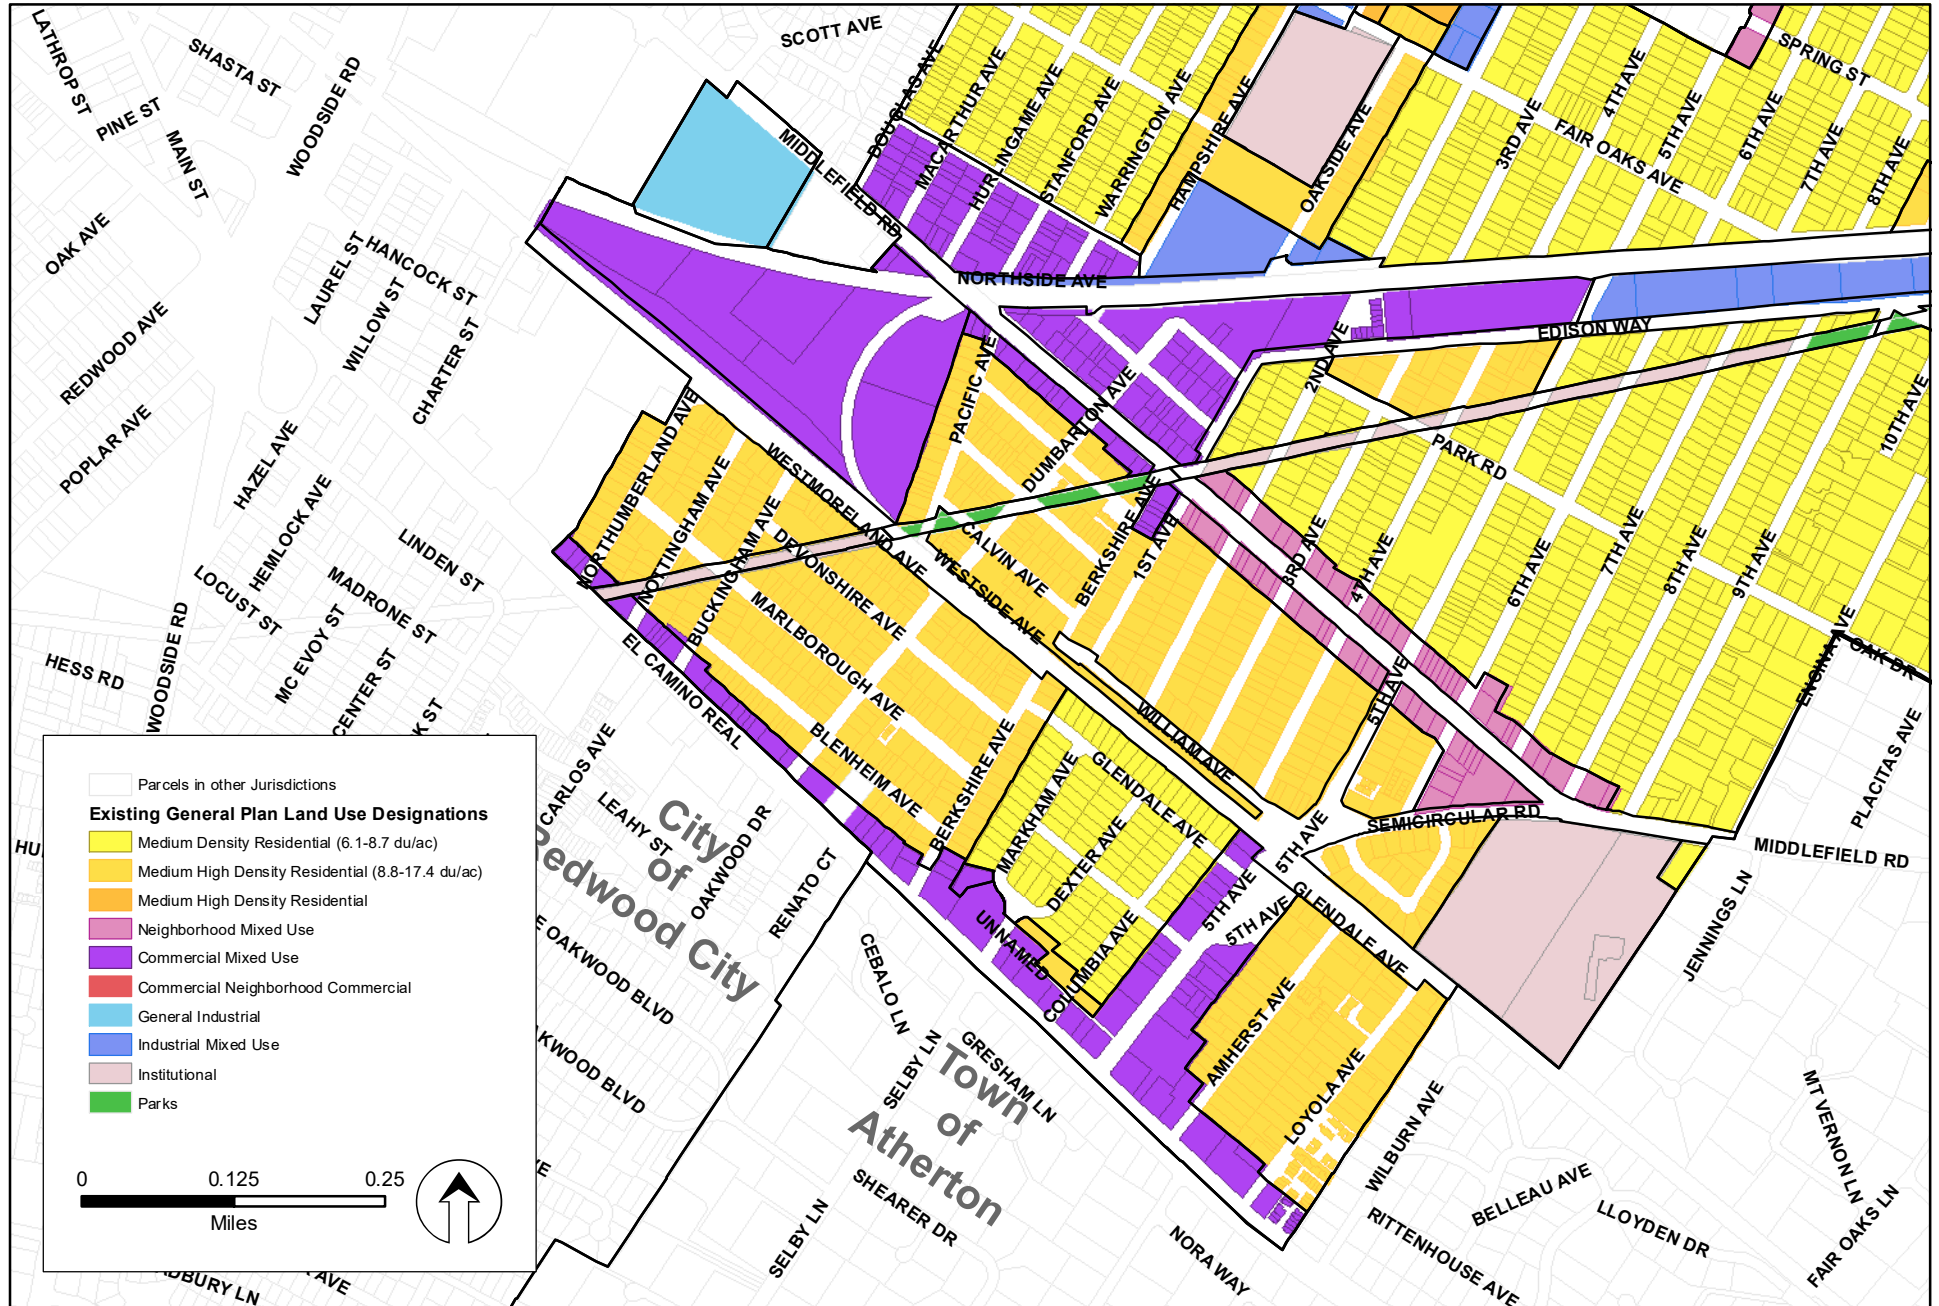 LATHROP ST
SHASTA ST
PINE ST
MAIN ST
WOODSIDE RD
SCOTT AVE
DOUGLAS AVE
MACARTHUR AVE
HURLINGAME AVE
STANFORD AVE
WARRINGTON AVE
HAMPSHIRE AVE
OAKSIDE AVE
MIDDLEFIELD RD
SPRING ST
3RD AVE
4TH AVE
5TH AVE
6TH AVE
7TH AVE
8TH AVE
FAIR OAKS AVE
OAK AVE
LAUREL ST
HANCOCK ST
WILLOW ST
CHARTER ST
REDWOOD AVE
POPLAR AVE
HAZEL AVE
HEMLOCK AVE
NORTHSIDE AVE
EDISON WAY
2ND AVE
PACIFIC AVE
DUMBARTON AVE
PARK RD
10TH AVE
NORTHUMBERLAND AVE
NOTTINGHAM AVE
BUCKINGHAM AVE
WESTMORELAND AVE
DEVONSHIRE AVE
WESTSIDE AVE
CALVIN AVE
BERKSHIRE AVE
1ST AVE
3RD AVE
4TH AVE
5TH AVE
6TH AVE
7TH AVE
8TH AVE
9TH AVE
ENCINA AVE
OAK DR
LINDEN ST
LOCUST ST
MADRONE ST
MC EVOY ST
CENTER ST
K ST
HESS RD
WOODSIDE RD
EL CAMINO REAL
MARLBOROUGH AVE
BLENHEIM AVE
BERKSHIRE AVE
WILLIAM AVE
GLENDALE AVE
MARKHAM AVE
DEXTER AVE
COLUMBIA AVE
UNNAMED
5TH AVE
5TH AVE
5TH AVE
SEMICIRCULAR RD
GLENDALE AVE
AMHERST AVE
LOYOLA AVE
MIDDLEFIELD RD
PLACITAS AVE
JENNINGS LN
CARLOS AVE
LEAHY ST
OAKWOOD DR
RENATO CT
City
of
Redwood City
E OAKWOOD BLVD
AKWOOD BLVD
CEBALO LN
SELBY LN
GRESHAM LN
Town
of
Atherton
SHEARER DR
SELBY LN
NORA WAY
WILBURN AVE
RITTENHOUSE AVE
BELLEAU AVE
LLOYDEN DR
MT VERNON LN
FAIR OAKS LN
HU
VE
AVE
DBURY LN
Parcels in other Jurisdictions
Existing General Plan Land Use Designations
Medium Density Residential (6.1-8.7 du/ac)
Medium High Density Residential (8.8-17.4 du/ac)
Medium High Density Residential
Neighborhood Mixed Use
Commercial Mixed Use
Commercial Neighborhood Commercial
General Industrial
Industrial Mixed Use
Institutional
Parks
0 0.125 0.25
Miles